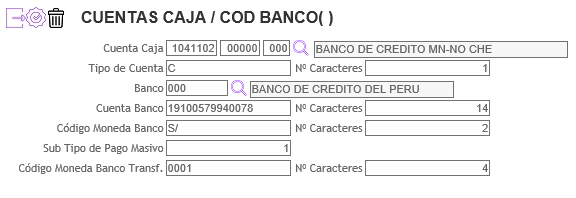 CUENTAS CAJA / COD BANCO( )
Cuenta Caja 1041102 00000 000 BANCO DE CREDITO MN-NO CHE
Tipo de Cuenta C Nº Caracteres 1
Banco 000 BANCO DE CREDITO DEL PERU
Cuenta Banco 19100579940078 Nº Caracteres 14
Código Moneda Banco S/ Nº Caracteres 2
Sub Tipo de Pago Masivo 1
Código Moneda Banco Transf. 0001 Nº Caracteres 4